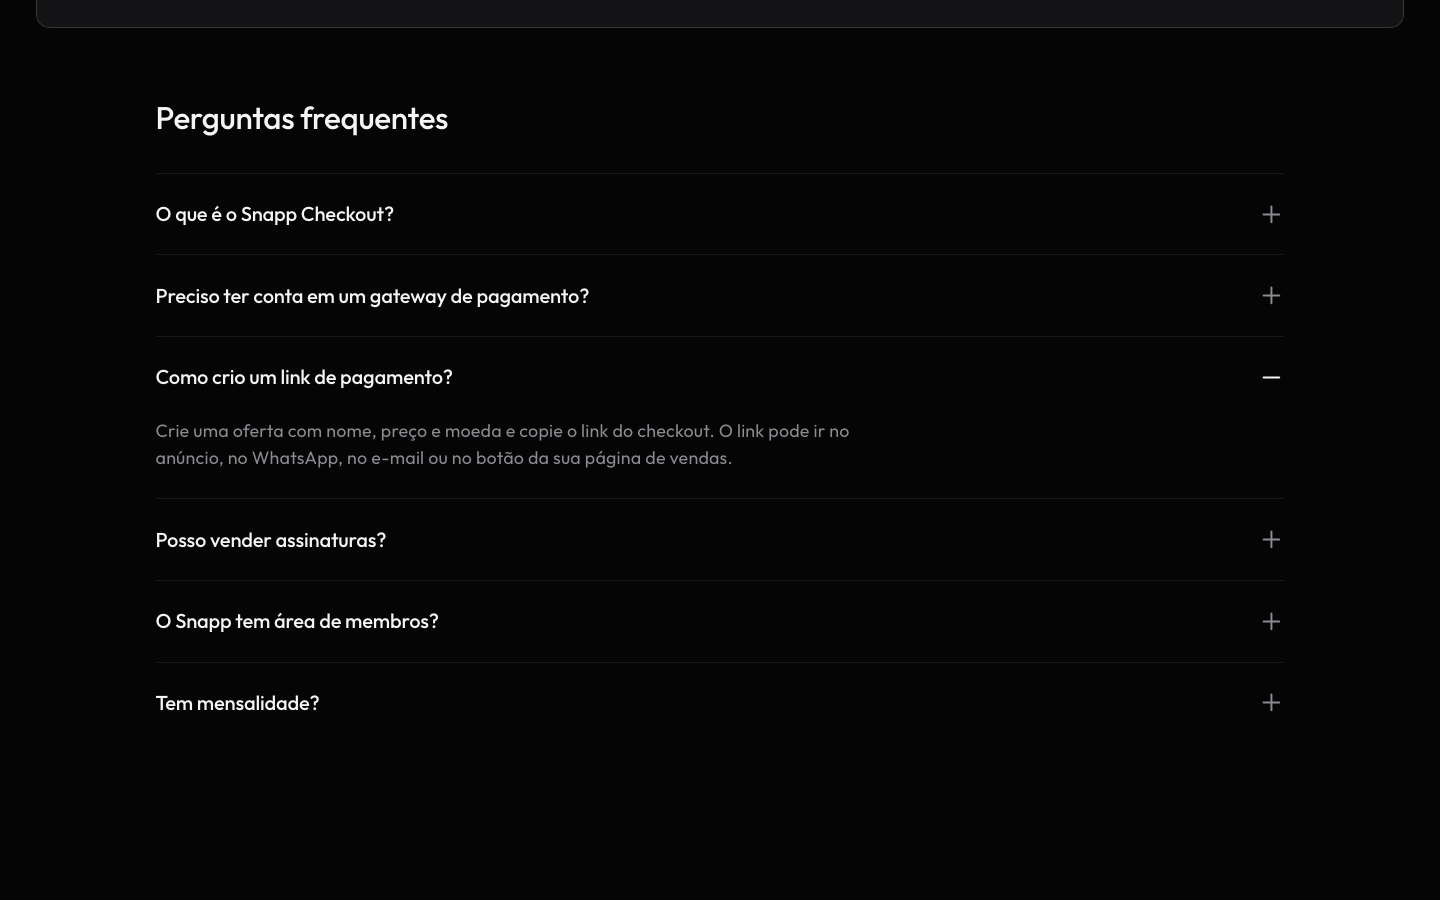 Perguntas frequentes
O que é o Snapp Checkout?
Preciso ter conta em um gateway de pagamento?
Como crio um link de pagamento?
Crie uma oferta com nome, preço e moeda e copie o link do checkout. O link pode ir no
anúncio, no WhatsApp, no e-mail ou no botão da sua página de vendas.
Posso vender assinaturas?
O Snapp tem área de membros?
Tem mensalidade?